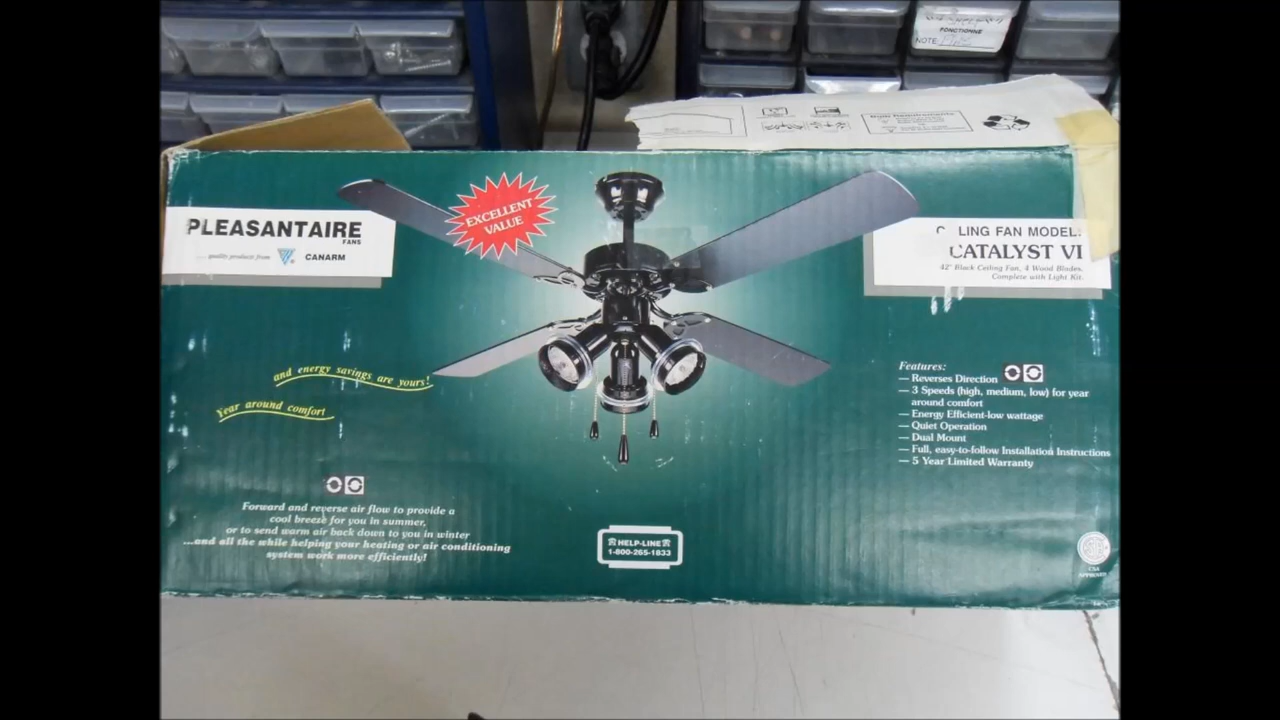 FONCTIONNE
NOTE:
PLEASANTAIRE
FANS
quality products from
CANARM
EXCELLENT
VALUE
LING FAN MODEL:
CATALYST VI
42" Black Ceiling Fan, 4 Wood Blades.
Complete with Light Kit.
and energy savings are yours!
Year around comfort
Features:
— Reverses Direction
— 3 Speeds (high, medium, low) for year
around comfort
— Energy Efficient-low wattage
— Quiet Operation
— Dual Mount
— Full, easy-to-follow Installation Instructions
— 5 Year Limited Warranty
Forward and reverse air flow to provide a
cool breeze for you in summer,
or to send warm air back down to you in winter
...and all the while helping your heating or air conditioning
system work more efficiently!
HELP-LINE
1-800-265-1833
CSA
APPROVED